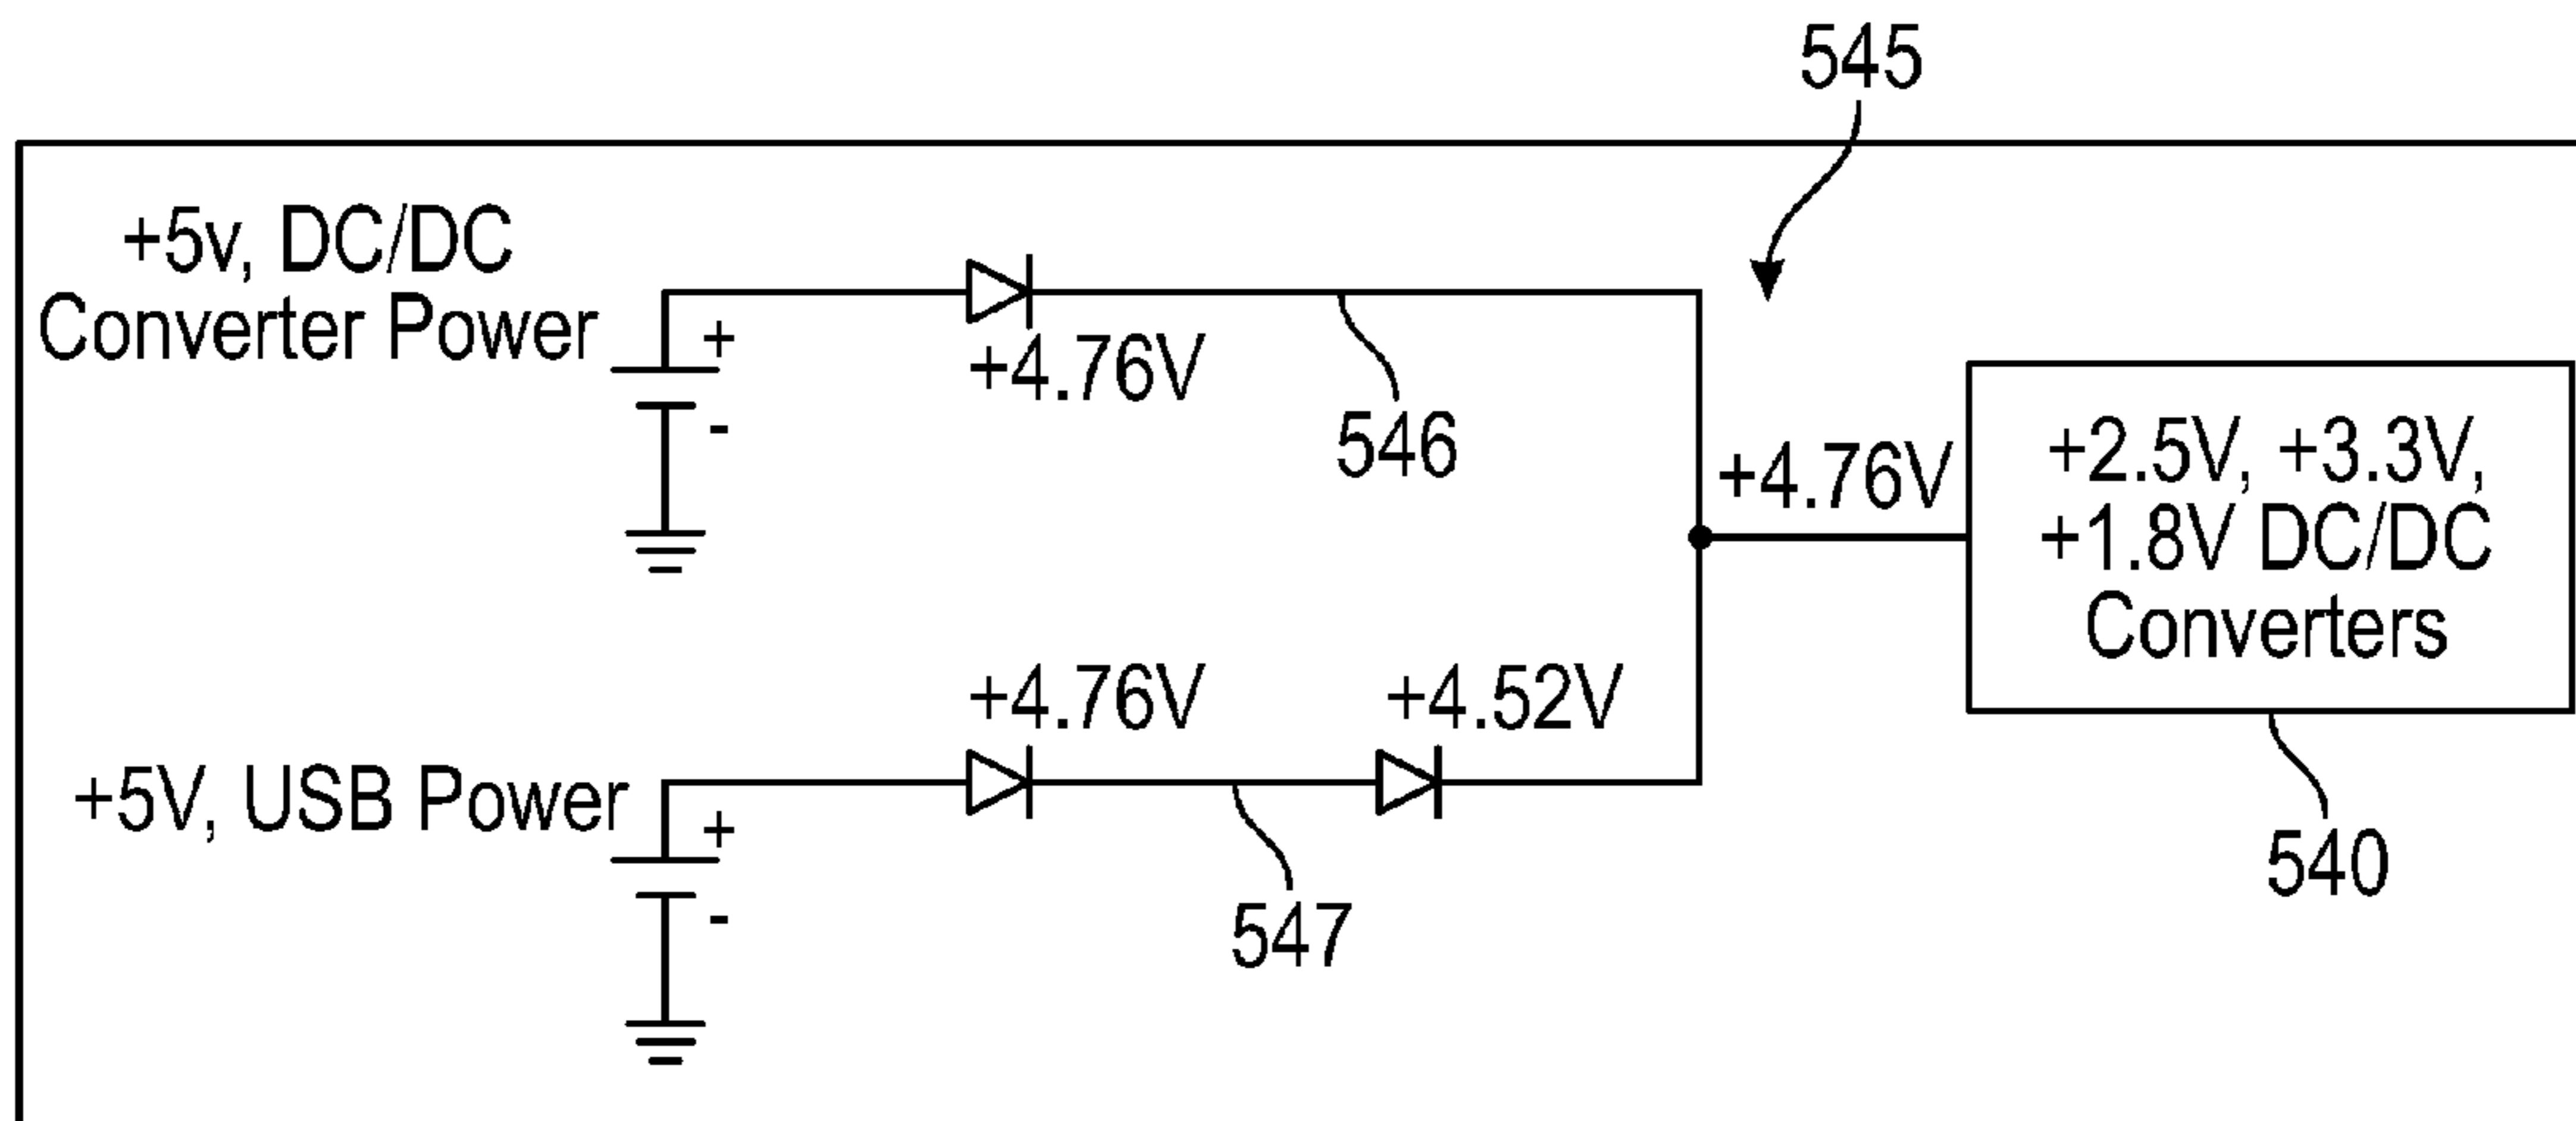 545
+5v, DC/DC
Converter Power
+
-
+4.76V
546
+4.76V
+2.5V, +3.3V,
+1.8V DC/DC
Converters
540
+5V, USB Power
+
-
+4.76V
+4.52V
547